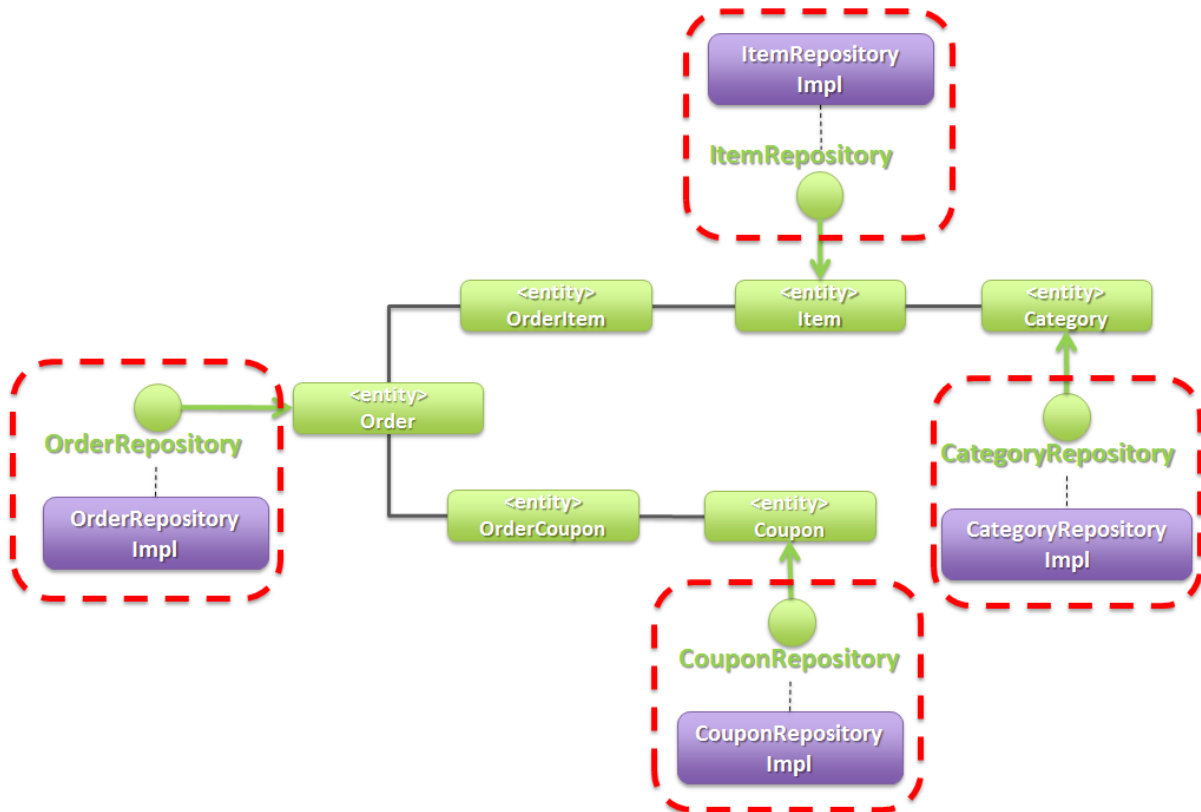 ItemRepository
Impl
ItemRepository
<entity>
OrderItem
<entity>
Item
<entity>
Category
<entity>
Order
OrderRepository
OrderRepository
Impl
CategoryRepository
CategoryRepository
Impl
<entity>
OrderCoupon
<entity>
Coupon
CouponRepository
CouponRepository
Impl